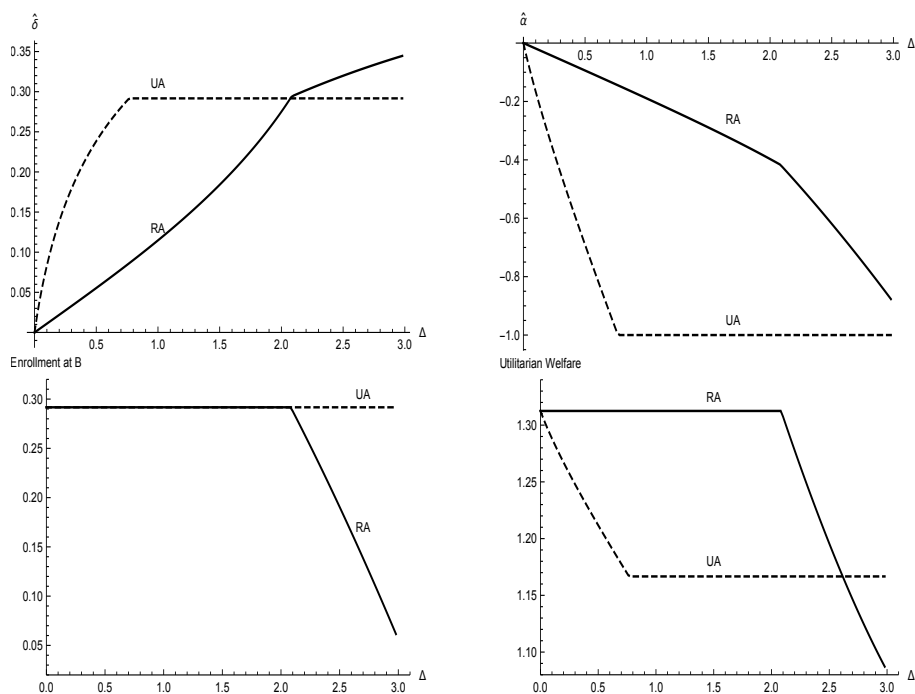 δ̂
0.35
0.30
0.25
0.20
0.15
0.10
0.05
UA
RA
0.5 1.0 1.5 2.0 2.5 3.0 Δ
α̂
0.5 1.0 1.5 2.0 2.5 3.0 Δ
−0.2
−0.4
−0.6
−0.8
−1.0
RA
UA
Enrollment at B
0.30
0.25
0.20
0.15
0.10
0.05
UA
RA
0.0 0.5 1.0 1.5 2.0 2.5 3.0 Δ
Utilitarian Welfare
1.30
1.25
1.20
1.15
1.10
RA
UA
0.0 0.5 1.0 1.5 2.0 2.5 3.0 Δ